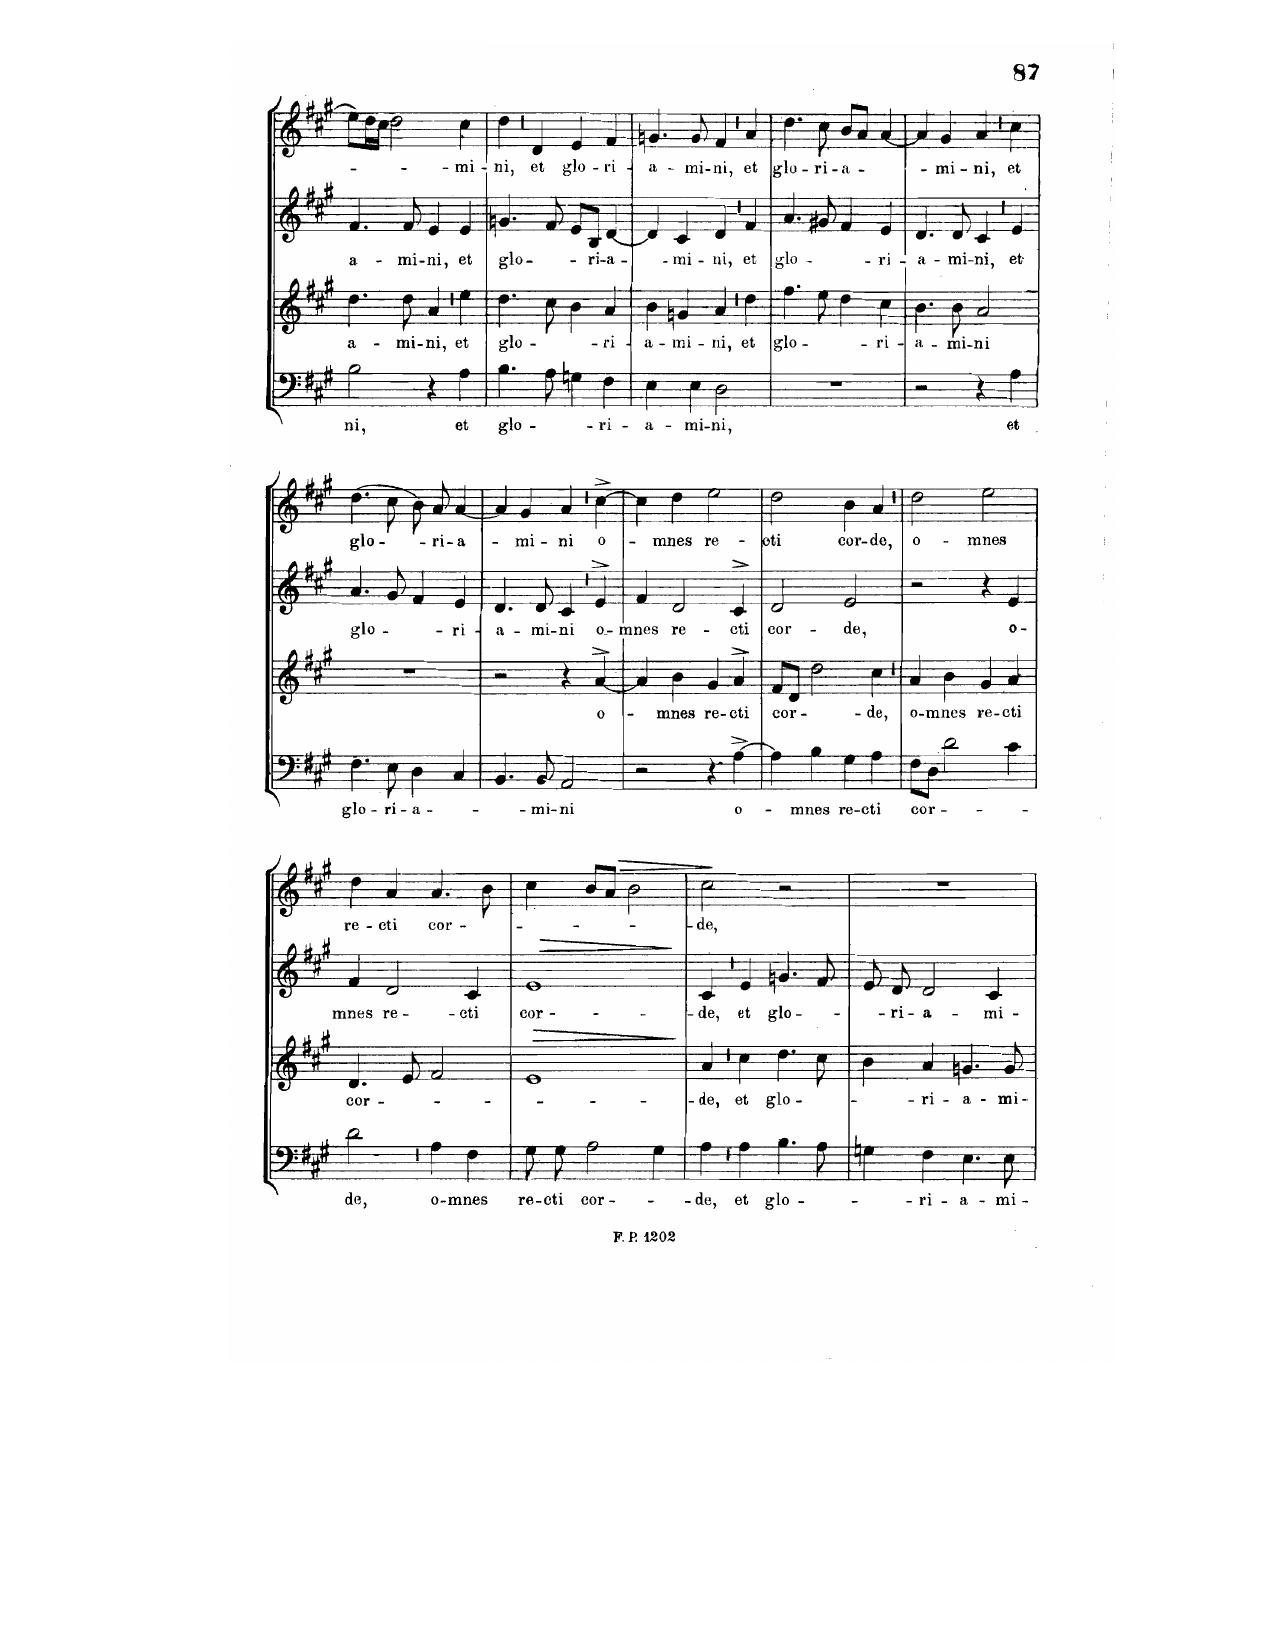 87
- - - mi - ni, et glo - ri - a - mi - ni, et glo - ri - a - - mi - ni, et
a - mi - ni, et glo - - ri - a - - mi - ni, et glo - - ri - a - mi - ni, et
a - mi - ni, et glo - - ri - a - mi - ni, et glo - - ri - a - mi - ni
ni, et glo - - ri - a - mi - ni, et
glo - - ri - a - mi - ni o - mnes re - cti cor - de, o - mnes
glo - - ri - a - mi - ni o - mnes re - cti cor - de, o -
o - mnes re - cti cor - - de, o - mnes re - cti
glo - ri - a - - - mi - ni o - mnes re - cti cor - - -
re - cti cor - - - - - de,
mnes re - - cti cor - - - de, et glo - - - ri - a - mi -
cor - - - - - - - de, et glo - - - ri - a - mi -
de, o - mnes re - cti cor - - - de, et glo - - - ri - a - mi -
F. P. 1202